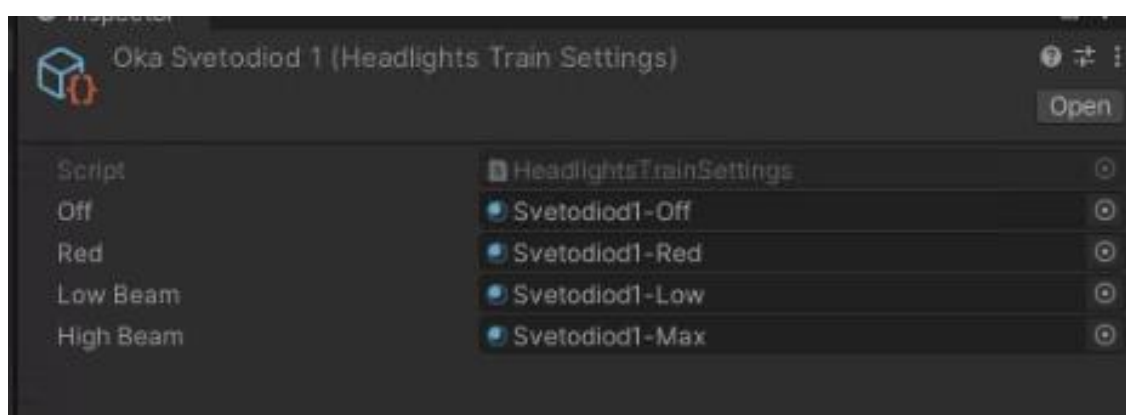 Inspector
Oka Svetodiod 1 (Headlights Train Settings)
Open
Script HeadlightsTrainSettings
Off Svetodiod1-Off
Red Svetodiod1-Red
Low Beam Svetodiod1-Low
High Beam Svetodiod1-Max